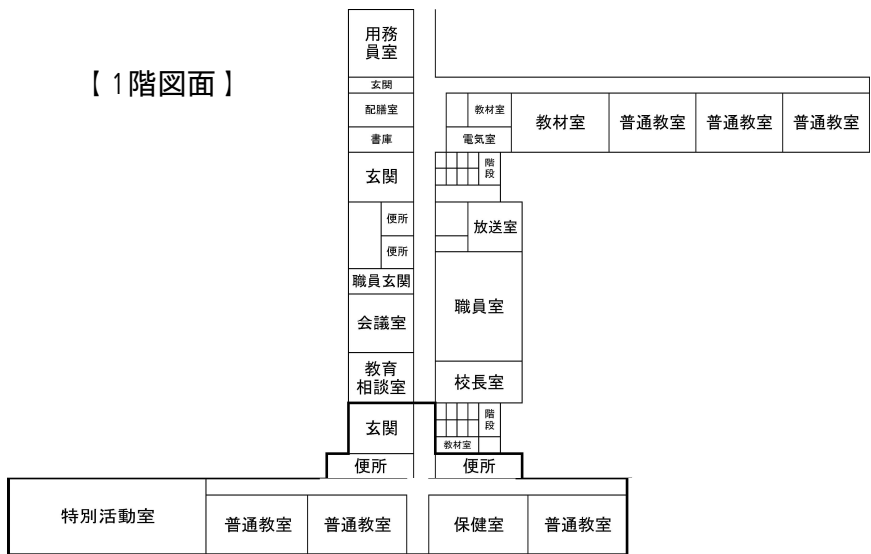 用務
員室
【1階図面】
玄関
配膳室
教材室
教材室
普通教室
普通教室
普通教室
書庫
電気室
玄関
階
段
便所
放送室
便所
職員玄関
職員室
会議室
教育
相談室
校長室
玄関
階
段
教材室
便所
便所
特別活動室
普通教室
普通教室
保健室
普通教室